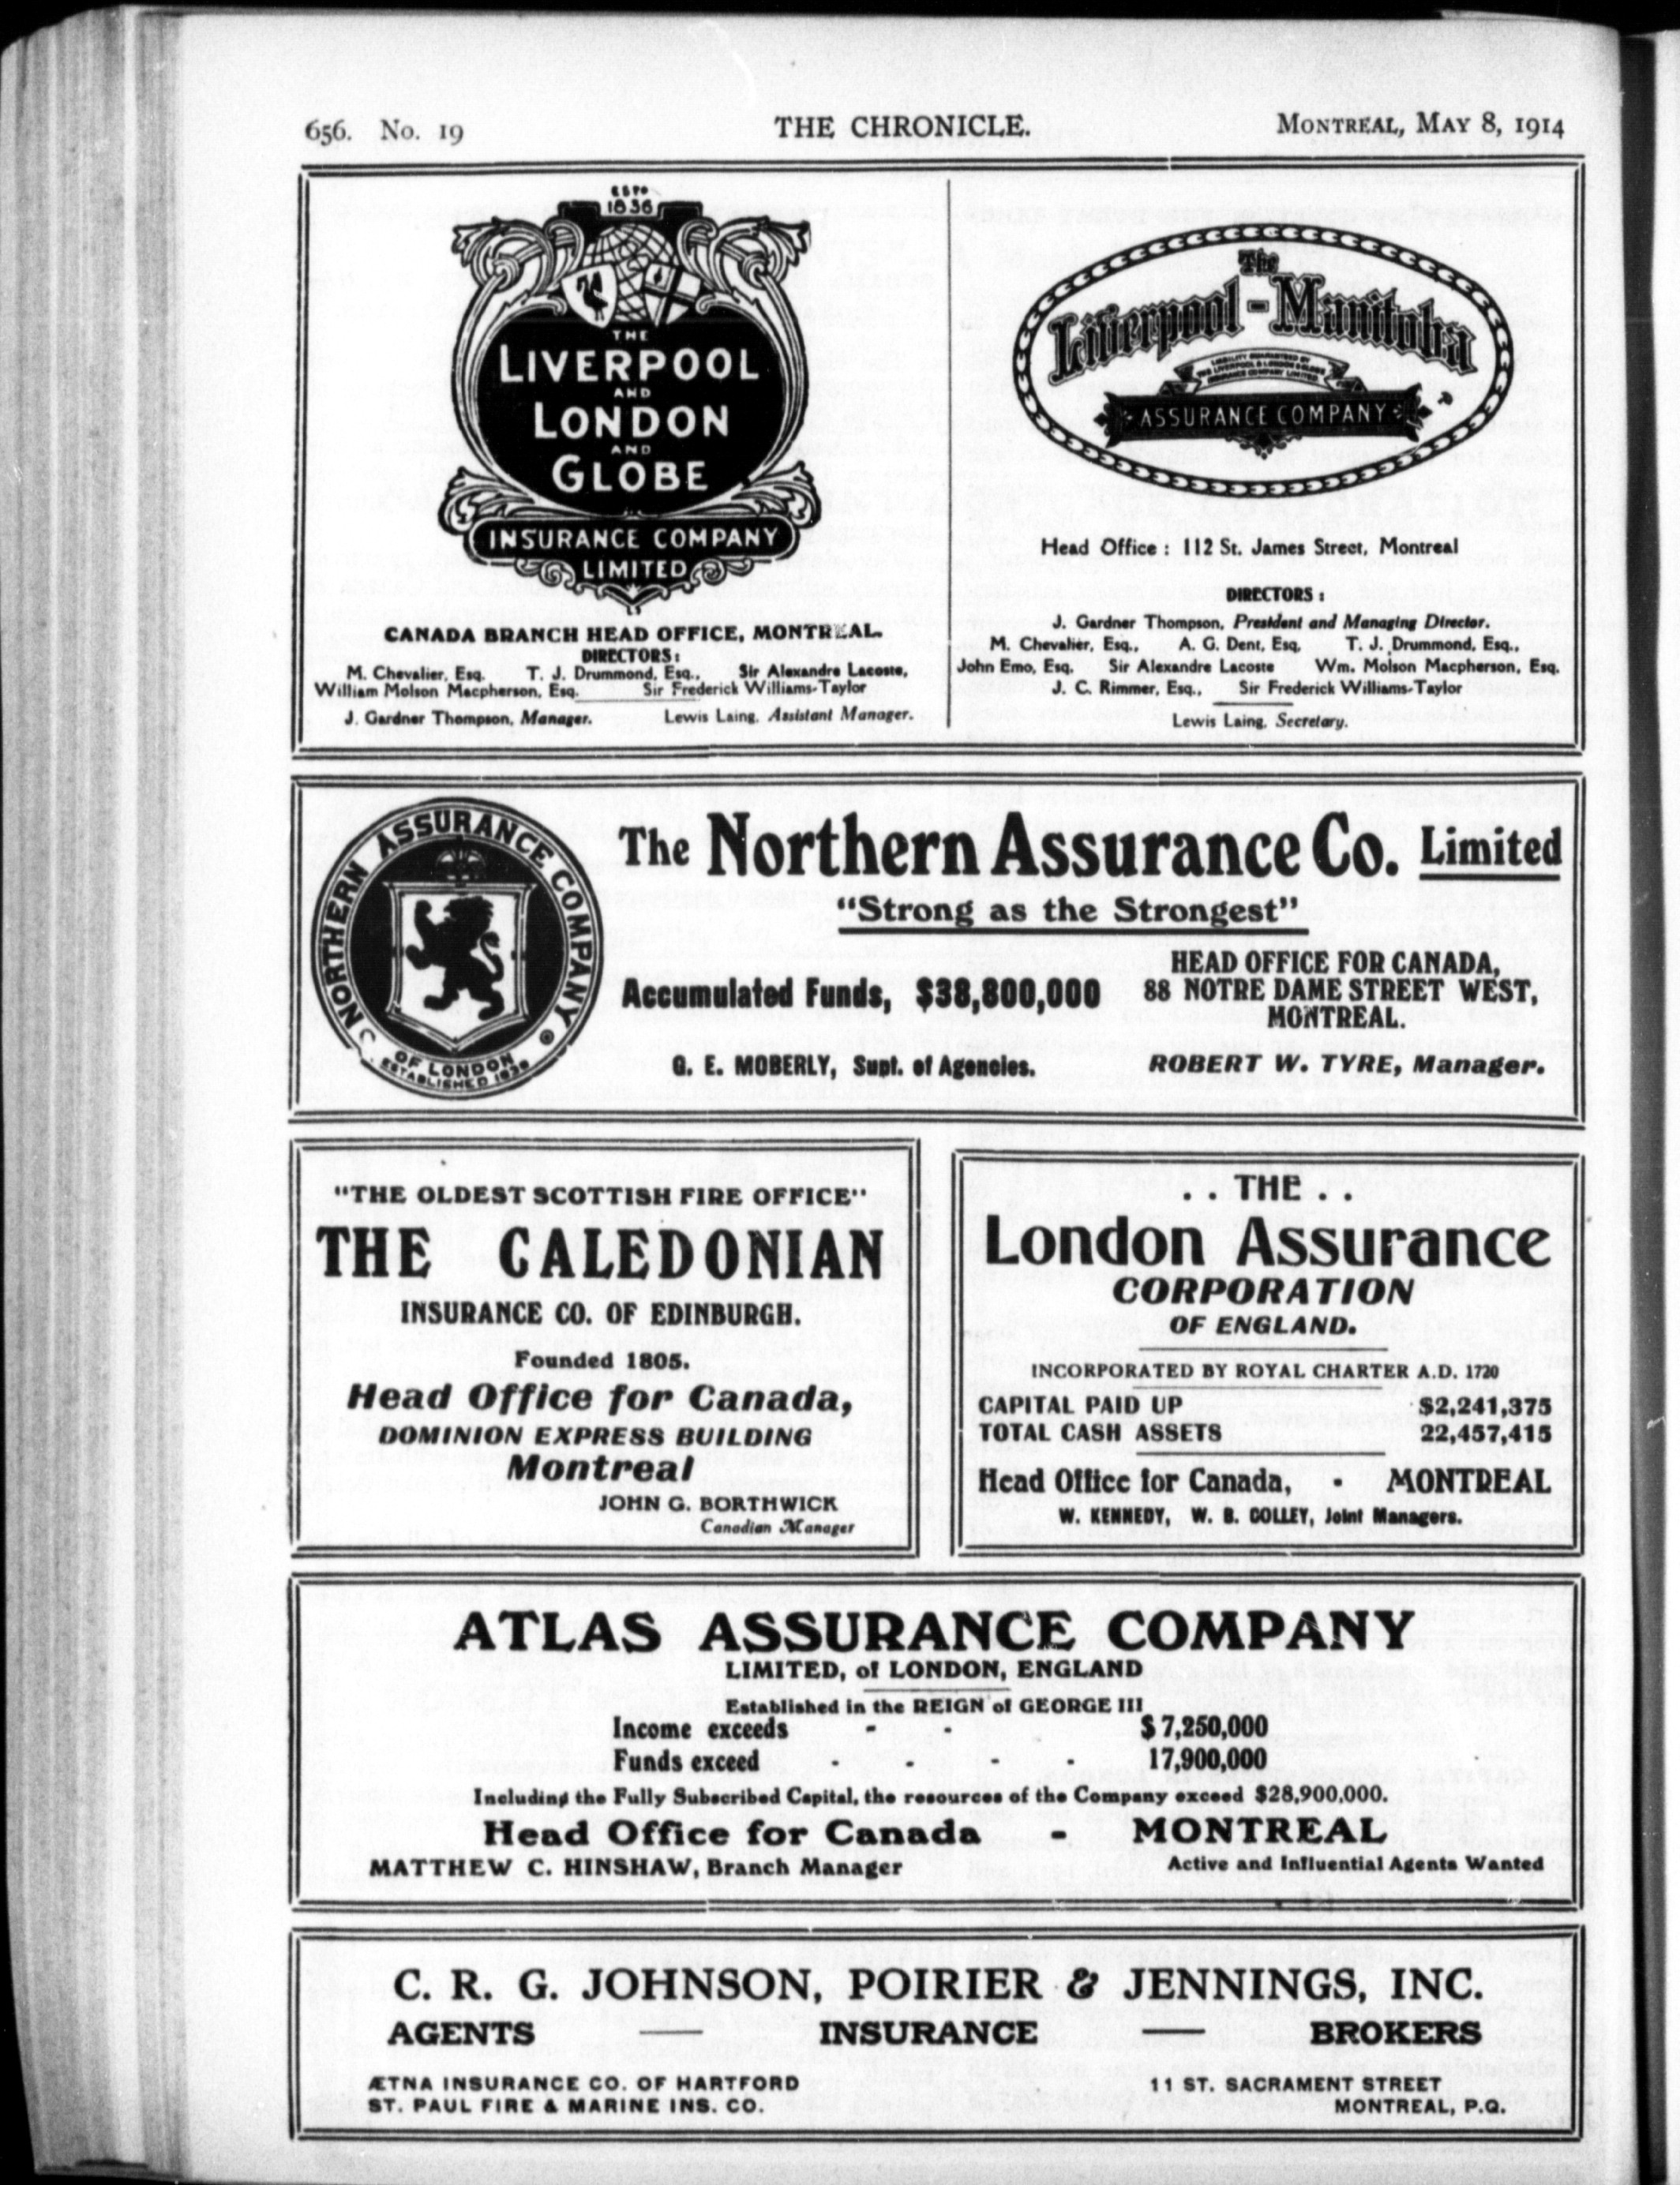 656. No. 19
THE CHRONICLE.
MONTREAL, MAY 8, 1914
ESTD
1836
THE
LIVERPOOL
AND
LONDON
AND
GLOBE
INSURANCE COMPANY
LIMITED
CANADA BRANCH HEAD OFFICE, MONTREAL.
DIRECTORS:
M. Chevalier, Esq. T. J. Drummond, Esq., Sir Alexandre Lacoste,
William Molson Macpherson, Esq. Sir Frederick Williams-Taylor
J. Gardner Thompson, Manager. Lewis Laing, Assistant Manager.
The
Liverpool-Manitoba
LIABILITY GUARANTEED BY
THE LIVERPOOL & LONDON & GLOBE
INSURANCE COMPANY LIMITED
ASSURANCE COMPANY
Head Office : 112 St. James Street, Montreal
DIRECTORS :
J. Gardner Thompson, President and Managing Director.
M. Chevalier, Esq., A. G. Dent, Esq, T. J. Drummond, Esq.,
John Emo, Esq. Sir Alexandre Lacoste Wm. Molson Macpherson, Esq.
J. C. Rimmer, Esq., Sir Frederick Williams-Taylor
Lewis Laing, Secretary.
NORTHERN ASSURANCE COMPANY
OF LONDON
ESTABLISHED 1836
The Northern Assurance Co. Limited
"Strong as the Strongest"
Accumulated Funds, $38,800,000
HEAD OFFICE FOR CANADA,
88 NOTRE DAME STREET WEST,
MONTREAL.
G. E. MOBERLY, Supt. of Agencies.
ROBERT W. TYRE, Manager.
"THE OLDEST SCOTTISH FIRE OFFICE"
THE CALEDONIAN
INSURANCE CO. OF EDINBURGH.
Founded 1805.
Head Office for Canada,
DOMINION EXPRESS BUILDING
Montreal
JOHN G. BORTHWICK
Canadian Manager
. . THE . .
London Assurance
CORPORATION
OF ENGLAND.
INCORPORATED BY ROYAL CHARTER A.D. 1720
CAPITAL PAID UP $2,241,375
TOTAL CASH ASSETS 22,457,415
Head Office for Canada, - MONTREAL
W. KENNEDY, W. B. COLLEY, Joint Managers.
ATLAS ASSURANCE COMPANY
LIMITED, of LONDON, ENGLAND
Established in the REIGN of GEORGE III
Income exceeds - - $ 7,250,000
Funds exceed - - - - 17,900,000
Including the Fully Subscribed Capital, the resources of the Company exceed $28,900,000.
Head Office for Canada - MONTREAL
MATTHEW C. HINSHAW, Branch Manager
Active and Influential Agents Wanted
C. R. G. JOHNSON, POIRIER & JENNINGS, INC.
AGENTS — INSURANCE — BROKERS
ÆTNA INSURANCE CO. OF HARTFORD
ST. PAUL FIRE & MARINE INS. CO.
11 ST. SACRAMENT STREET
MONTREAL, P.Q.